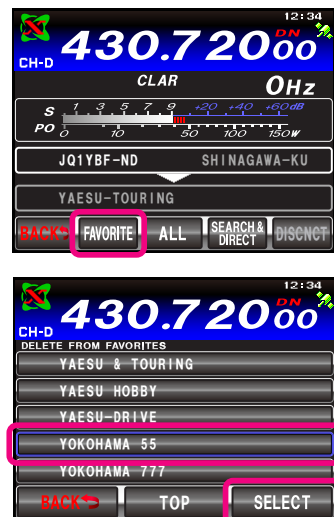 12:34
430.72000
DN
CH-D
CLAR 0Hz
S 1 3 5 7 9 +20 +40 +60dB
PO 0 10 50 100 150W
JQ1YBF-ND SHINAGAWA-KU
YAESU-TOURING
BACK FAVORITE ALL SEARCH & DIRECT DISCNCT
12:34
430.72000
DN
CH-D
DELETE FROM FAVORITES
YAESU & TOURING
YAESU HOBBY
YAESU-DRIVE
YOKOHAMA 55
YOKOHAMA 777
BACK TOP SELECT